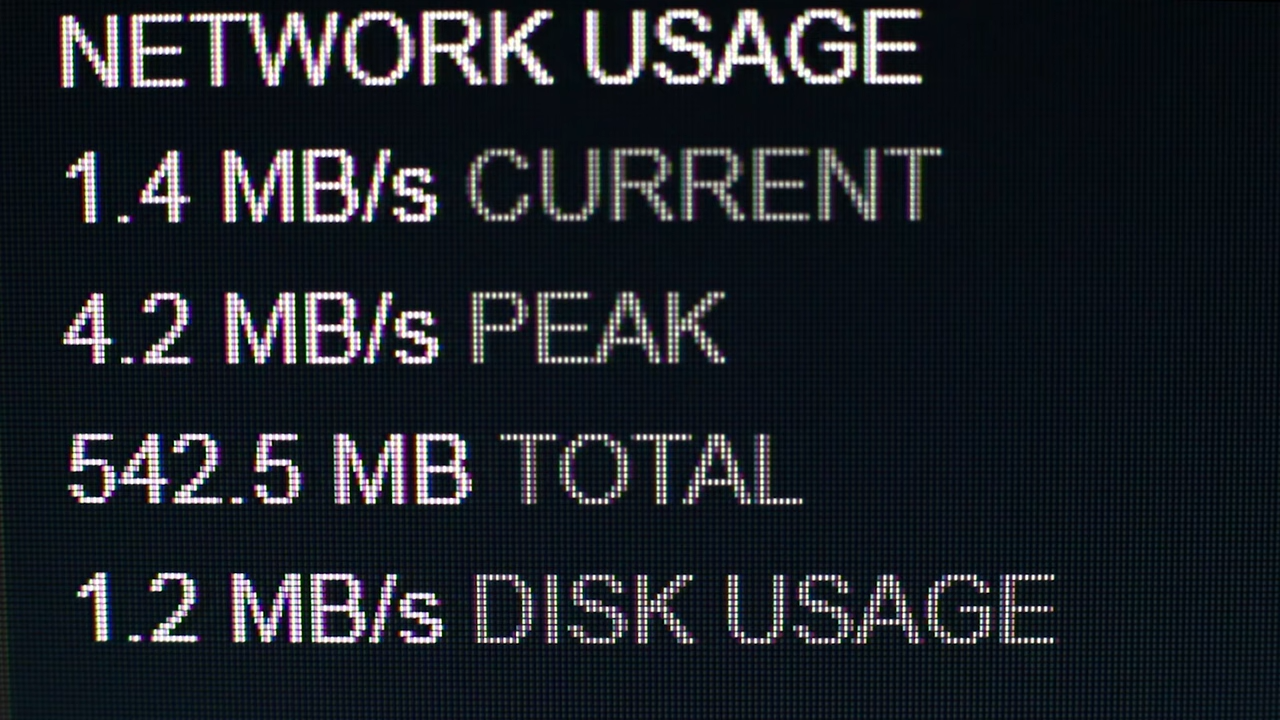 NETWORK USAGE
1.4 MB/s CURRENT
4.2 MB/s PEAK
542.5 MB TOTAL
1.2 MB/s DISK USAGE